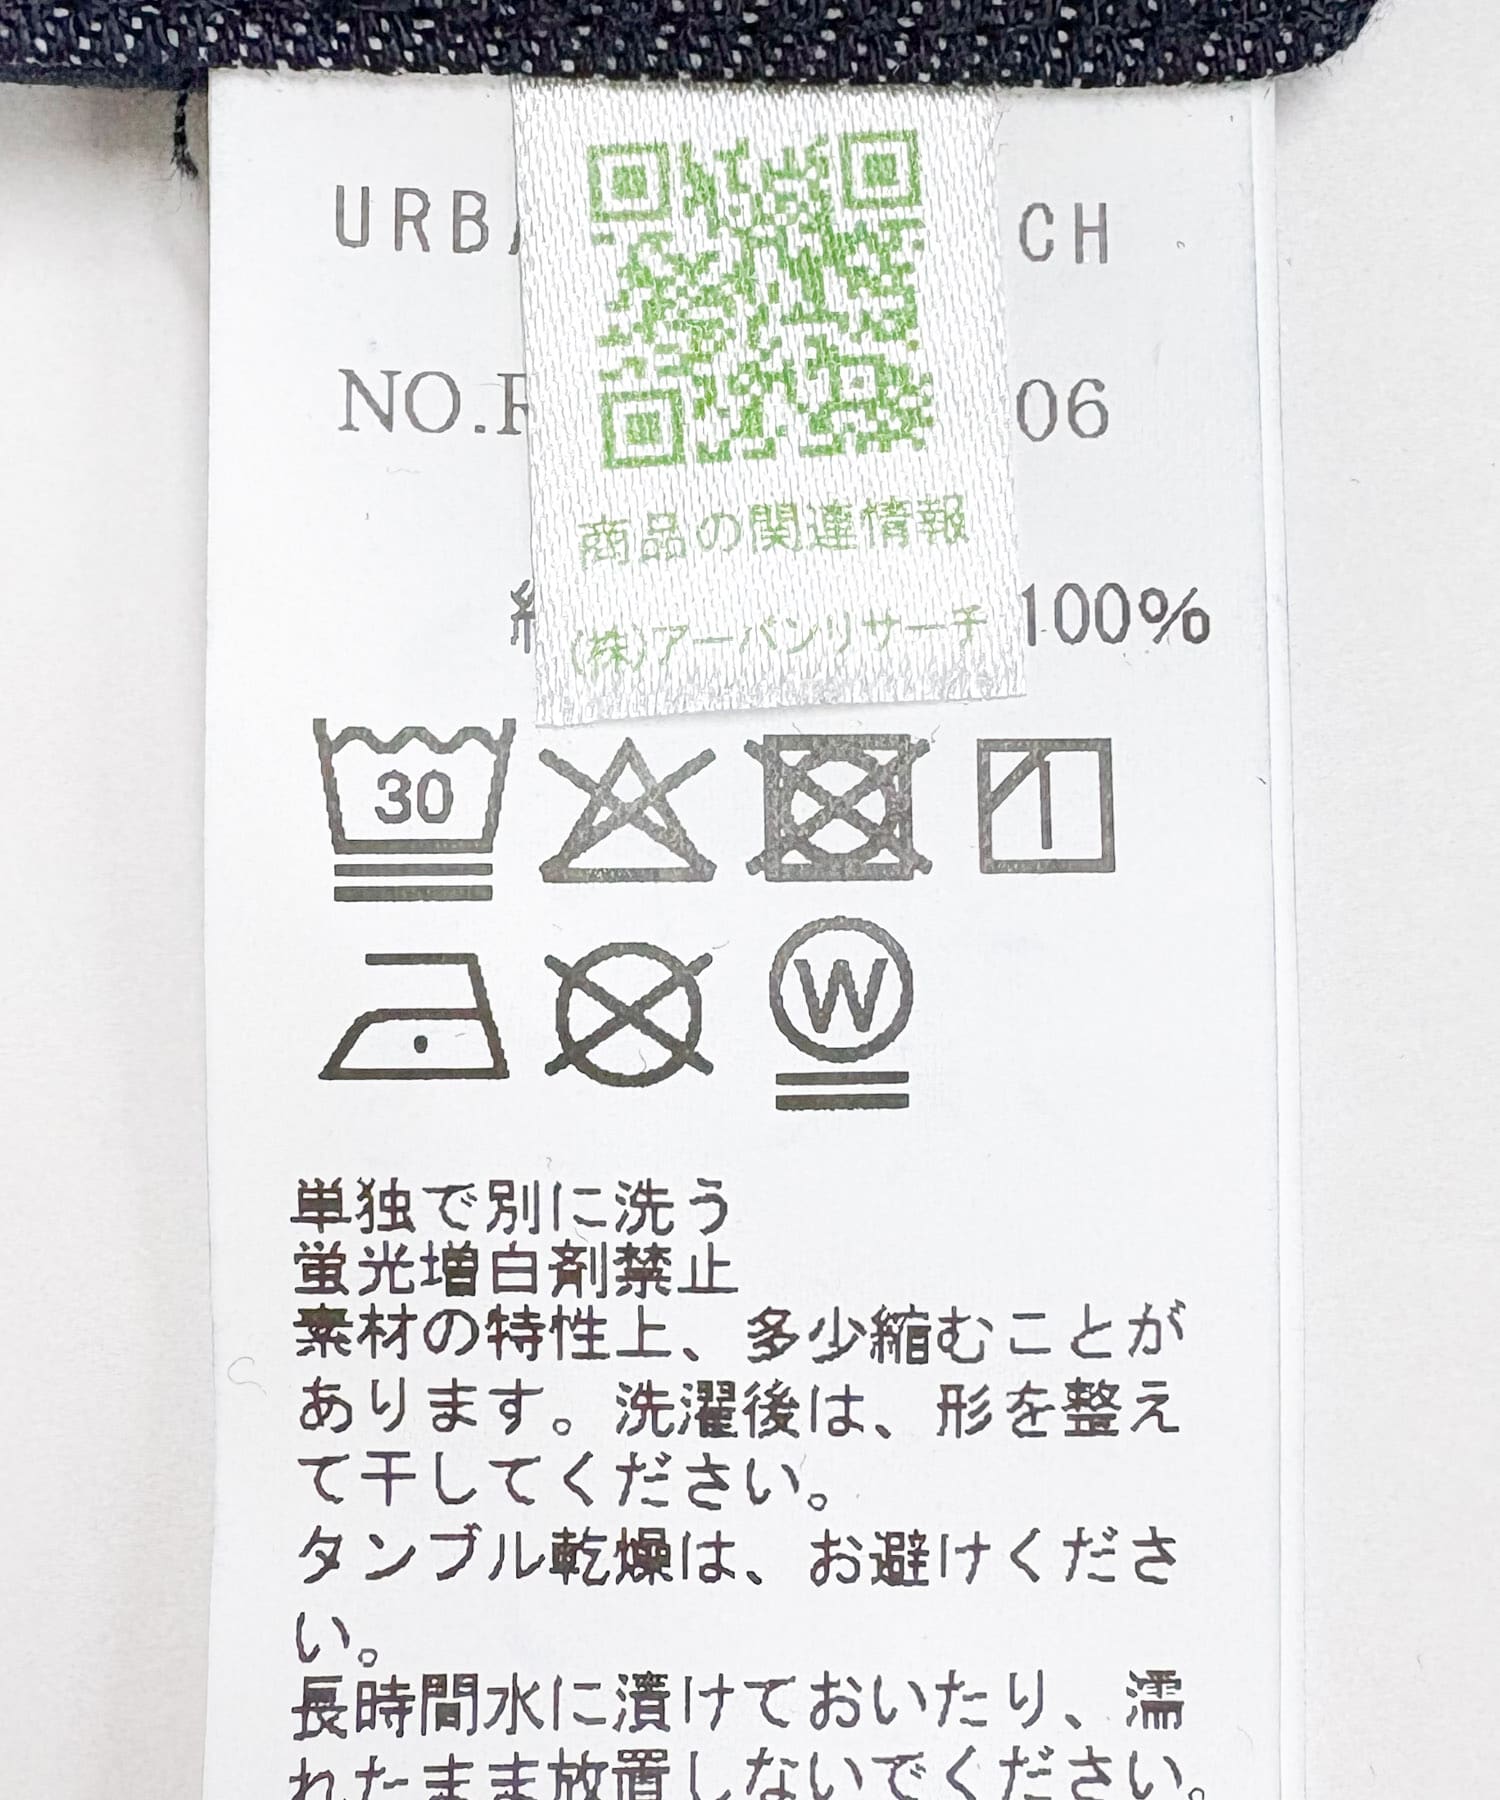 CH
06
商品の関連情報
100%
(株)アーバンリサーチ
30
W
単独で別に洗う
蛍光増白剤禁止
素材の特性上、多少縮むことが
あります。洗濯後は、形を整え
て干してください。
タンブル乾燥は、お避けくださ
い。
長時間水に漬けておいたり、濡
れたまま放置しないでください。